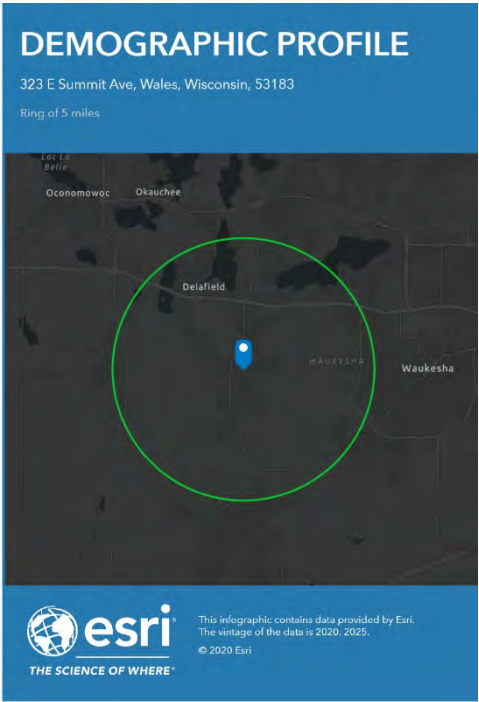 DEMOGRAPHIC PROFILE
323 E Summit Ave, Wales, Wisconsin, 53183
Ring of 5 miles
Loc La
Belle
Oconomowoc
Okauchee
Delafield
WAUKESHA
Waukesha
esri
THE SCIENCE OF WHERE
This infographic contains data provided by Esri.
The vintage of the data is 2020, 2025.
© 2020 Esri